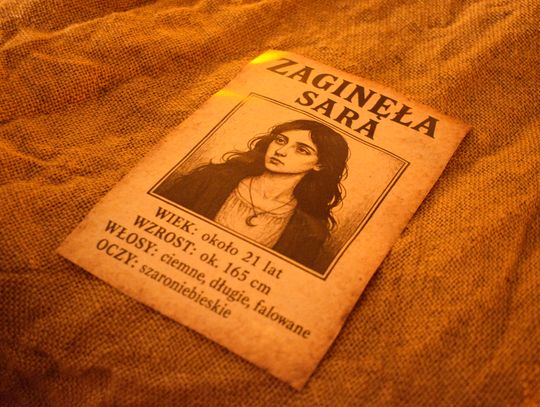 ZAGINĘŁA
SARA
WIEK: około 21 lat
WZROST: ok. 165 cm
WŁOSY: ciemne, długie, falowane
OCZY: szaroniebieskie